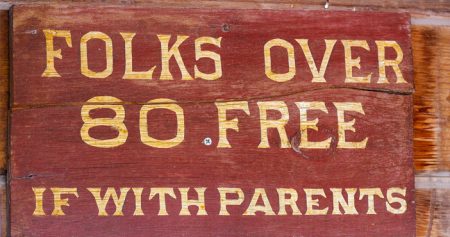 FOLKS OVER
80 FREE
IF WITH PARENTS